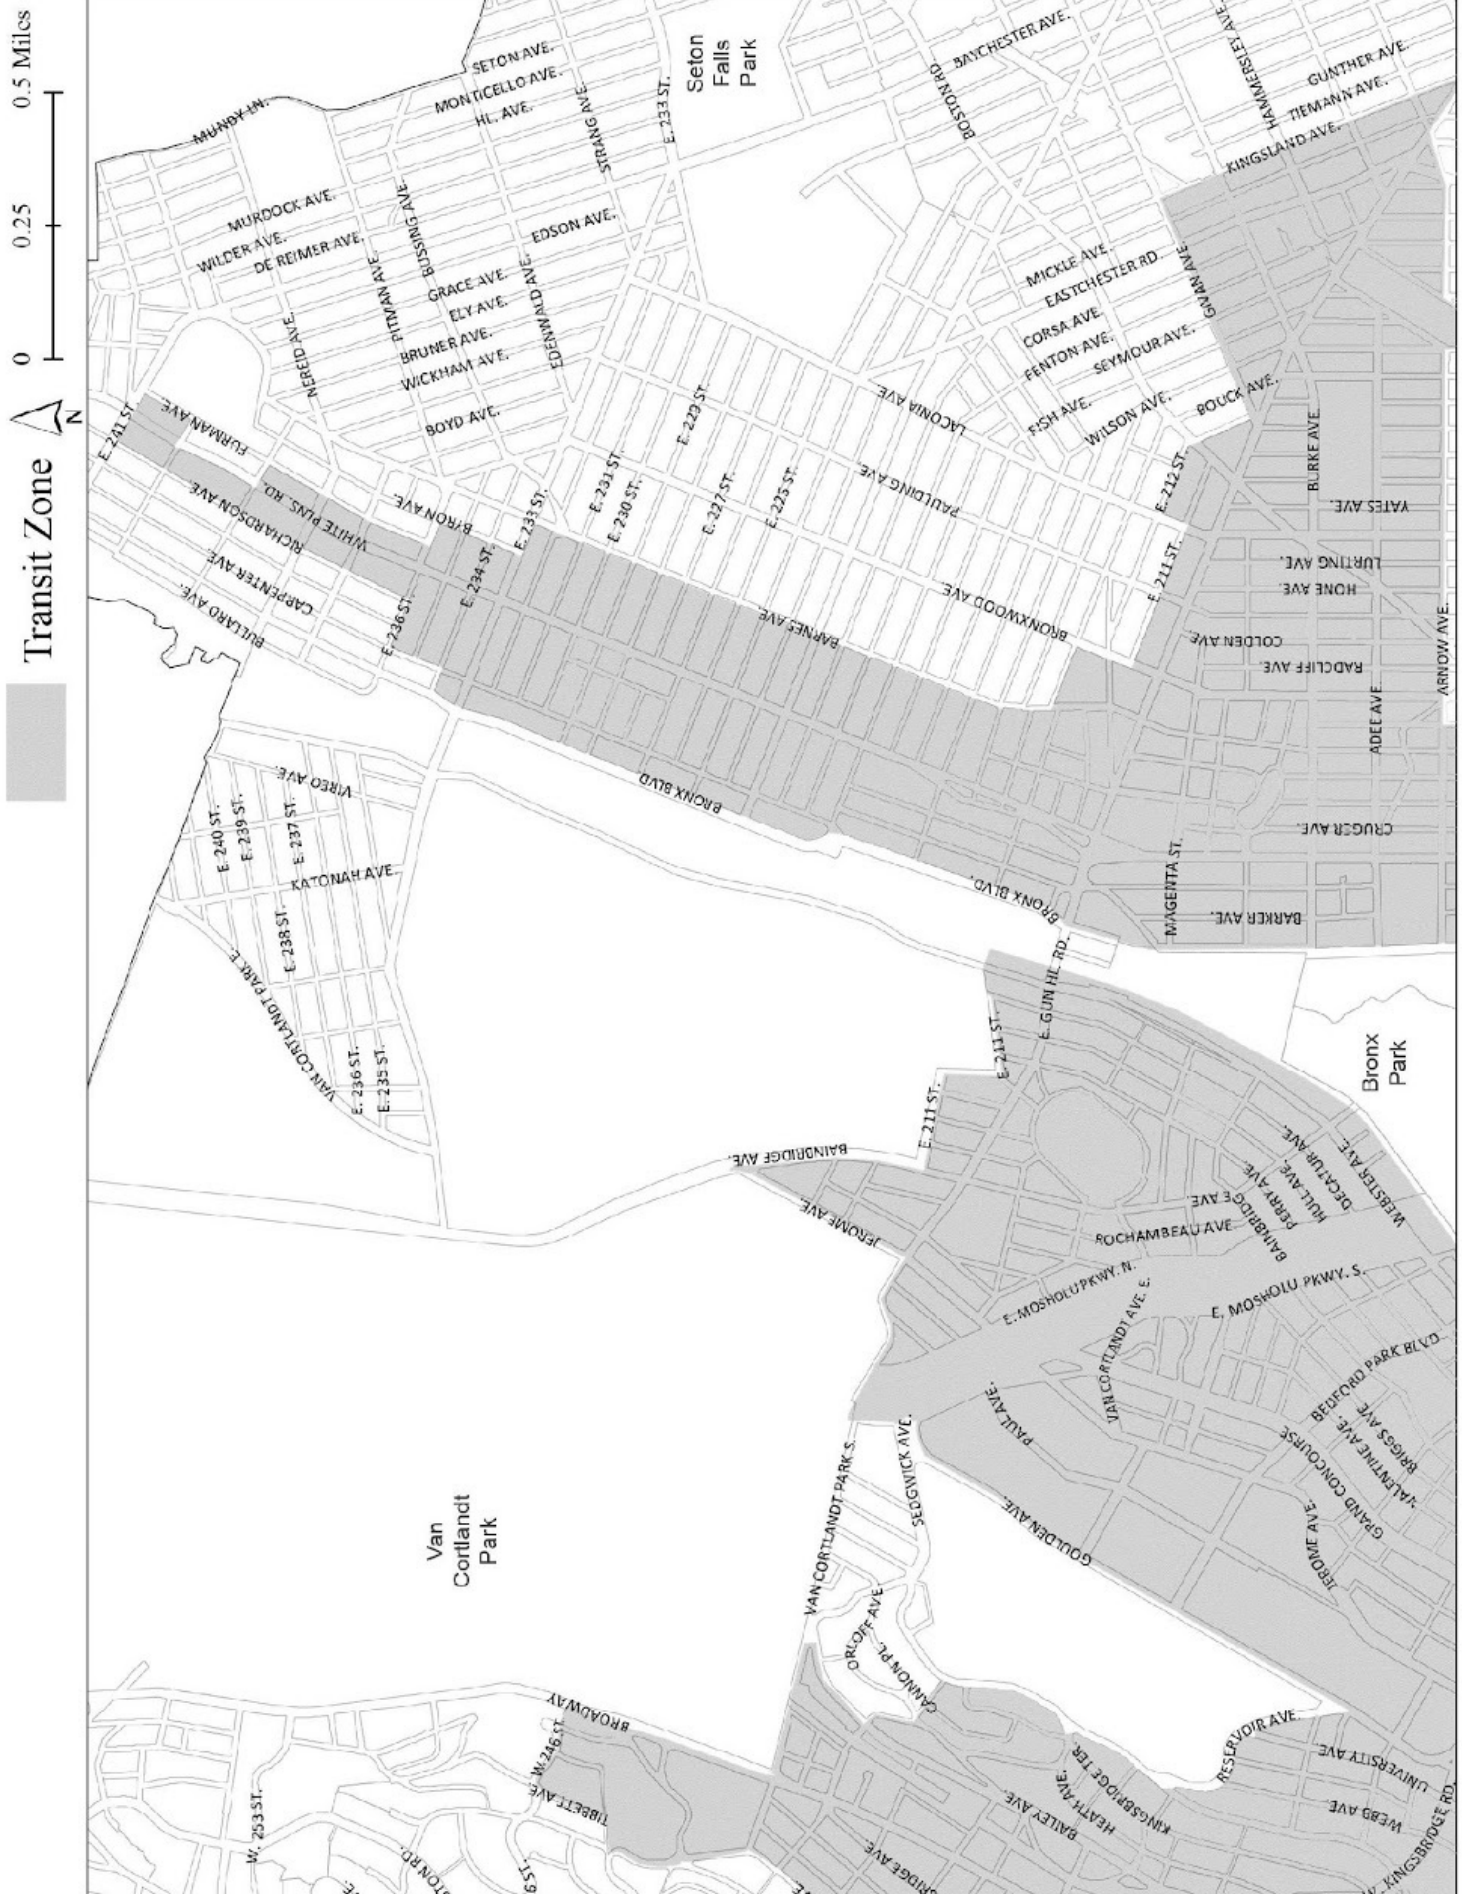 Transit Zone
N
0
0.25
0.5 Miles
MUNDY LN.
SETON AVE.
MONTICELLO AVE.
HL. AVE.
STRANG AVE.
E. 233 ST.
Seton
Falls
Park
BOSTON RD.
BAYCHESTER AVE.
HAMMERSLEY AVE.
GUNTHER AVE.
TIEMANN AVE.
KINGSLAND AVE.
MURDOCK AVE.
WILDER AVE.
DE REIMER AVE.
PITMAN AVE.
BUSSING AVE.
EDSON AVE.
GRACE AVE.
ELY AVE.
BRUNER AVE.
WICKHAM AVE.
EDENWALD AVE.
NEREID AVE.
BOYD AVE.
MICKLE AVE.
EASTCHESTER RD.
GIVAN AVE.
CORSA AVE.
FENTON AVE.
SEYMOUR AVE.
FISH AVE.
WILSON AVE.
BOUCK AVE.
LACONIA AVE.
E. 241 ST.
FURMAN AVE.
RICHARDSON AVE.
WHITE PLNS. RD.
BYRON AVE.
E. 233 ST.
E. 231 ST.
E. 230 ST.
E. 229 ST.
E. 227 ST.
E. 225 ST.
PAULDING AVE.
E. 212 ST.
BURKE AVE.
YATES AVE.
CARPENTER AVE.
BULLARD AVE.
E. 236 ST.
E. 234 ST.
BARNES AVE.
BRONXWOOD AVE.
E. 211 ST.
LURTING AVE.
HONE AVE.
COLDEN AVE.
RADCLIFF AVE.
ADEE AVE.
ARNOW AVE.
VIREO AVE.
E. 240 ST.
E. 239 ST.
E. 237 ST.
KATONAH AVE.
E. 238 ST.
VAN CORTLANDT PARK E.
E. 236 ST.
E. 235 ST.
BRONX BLVD
BRONX BLVD.
MAGENTA ST.
CRUGER AVE.
BARKER AVE.
E. GUN HL. RD.
E. 211 ST.
E. 211 ST.
BAINBRIDGE AVE.
JEROME AVE.
Bronx
Park
ROCHAMBEAU AVE.
BAINBRIDGE AVE.
PERRY AVE.
HULL AVE.
DECATUR AVE.
WEBSTER AVE.
E. MOSHOLU PKWY. N.
E. MOSHOLU PKWY. S.
VAN CORTLANDT AVE. E.
PAUL AVE.
BEDFORD PARK BLVD
BRIGGS AVE
VALENTINE AVE.
GRAND CONCOURSE
JEROME AVE.
Van
Cortlandt
Park
VAN CORTLANDT PARK S.
SEDGWICK AVE.
GOULDEN AVE.
ORLOFF AVE.
CANNON PL.
BROADWAY
W. 246 ST.
TIBBETT AVE.
W. 253 ST.
BAILEY AVE.
HEATH AVE.
KINGSBRIDGE TER.
RESERVOIR AVE.
UNIVERSITY AVE
WEBB AVE
W. KINGSBRIDGE RD.